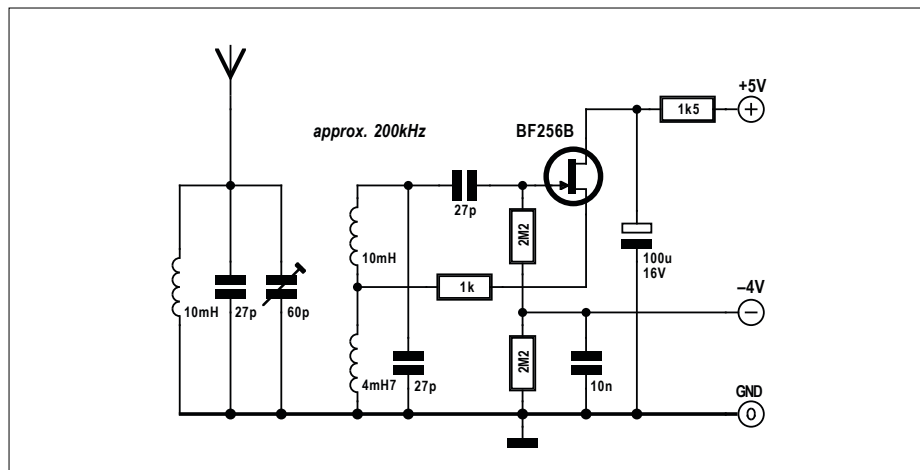 +5V
1k5
approx. 200kHz
BF256B
27p
2M2
100u
16V
10mH
1k
10mH
27p
60p
–4V
2M2
4mH7
27p
10n
GND
0